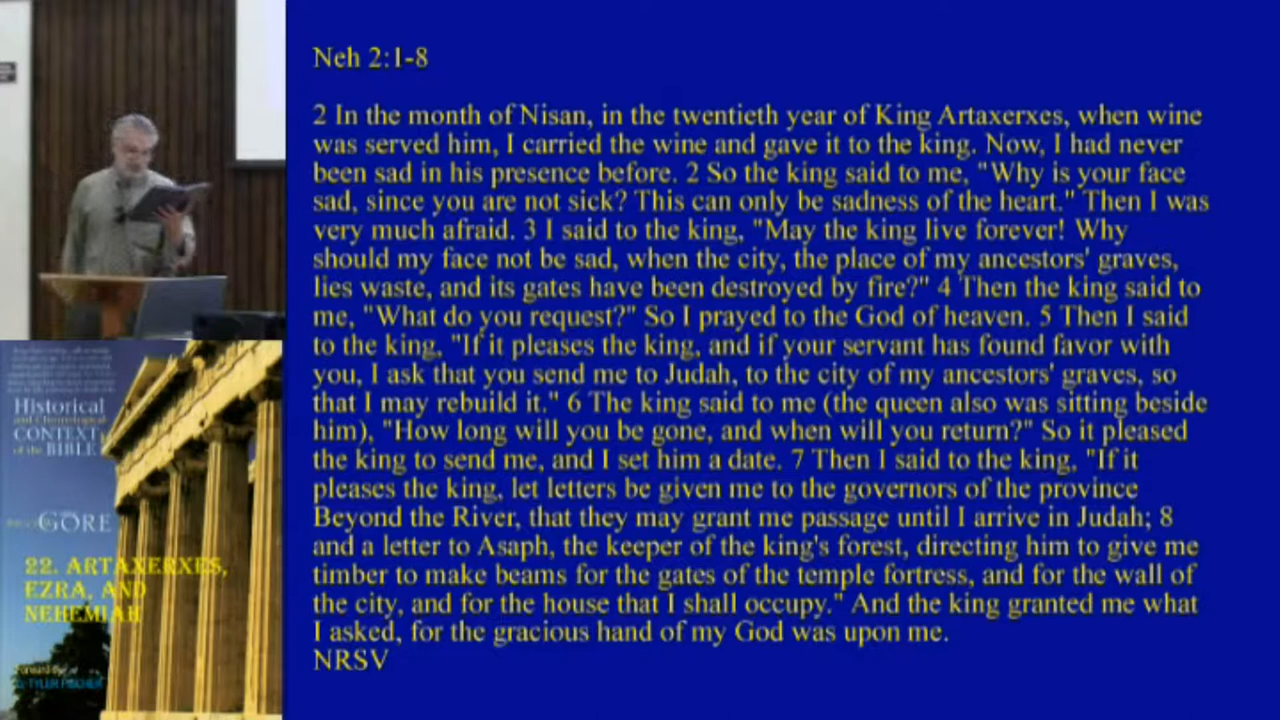 Neh 2:1-8
2 In the month of Nisan, in the twentieth year of King Artaxerxes, when wine
was served him, I carried the wine and gave it to the king. Now, I had never
been sad in his presence before. 2 So the king said to me, "Why is your face
sad, since you are not sick? This can only be sadness of the heart." Then I was
very much afraid. 3 I said to the king, "May the king live forever! Why
should my face not be sad, when the city, the place of my ancestors' graves,
lies waste, and its gates have been destroyed by fire?" 4 Then the king said to
me, "What do you request?" So I prayed to the God of heaven. 5 Then I said
to the king, "If it pleases the king, and if your servant has found favor with
you, I ask that you send me to Judah, to the city of my ancestors' graves, so
that I may rebuild it." 6 The king said to me (the queen also was sitting beside
him), "How long will you be gone, and when will you return?" So it pleased
the king to send me, and I set him a date. 7 Then I said to the king, "If it
pleases the king, let letters be given me to the governors of the province
Beyond the River, that they may grant me passage until I arrive in Judah; 8
and a letter to Asaph, the keeper of the king's forest, directing him to give me
timber to make beams for the gates of the temple fortress, and for the wall of
the city, and for the house that I shall occupy." And the king granted me what
I asked, for the gracious hand of my God was upon me.
NRSV
Historical
and Chronological
CONTEXT
of the BIBLE
GORE
22. ARTAXERXES,
EZRA, AND
NEHEMIAH